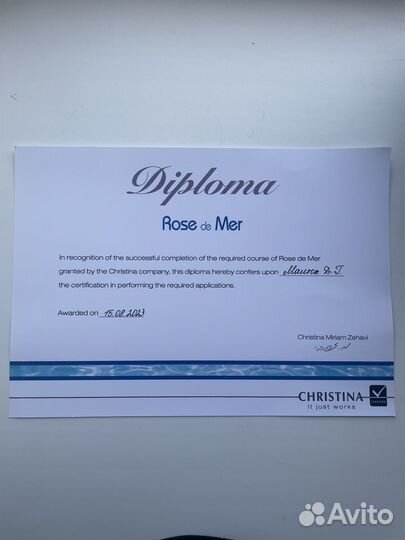 Diploma
Rose de Mer
In recognition of the successful completion of the required course of Rose de Mer
granted by the Christina company, this diploma hereby confers upon
the certification in performing the required applications.
Awarded on 15.08.2023
Christina Miriam Zehavi
CHRISTINA
It just works
Avito